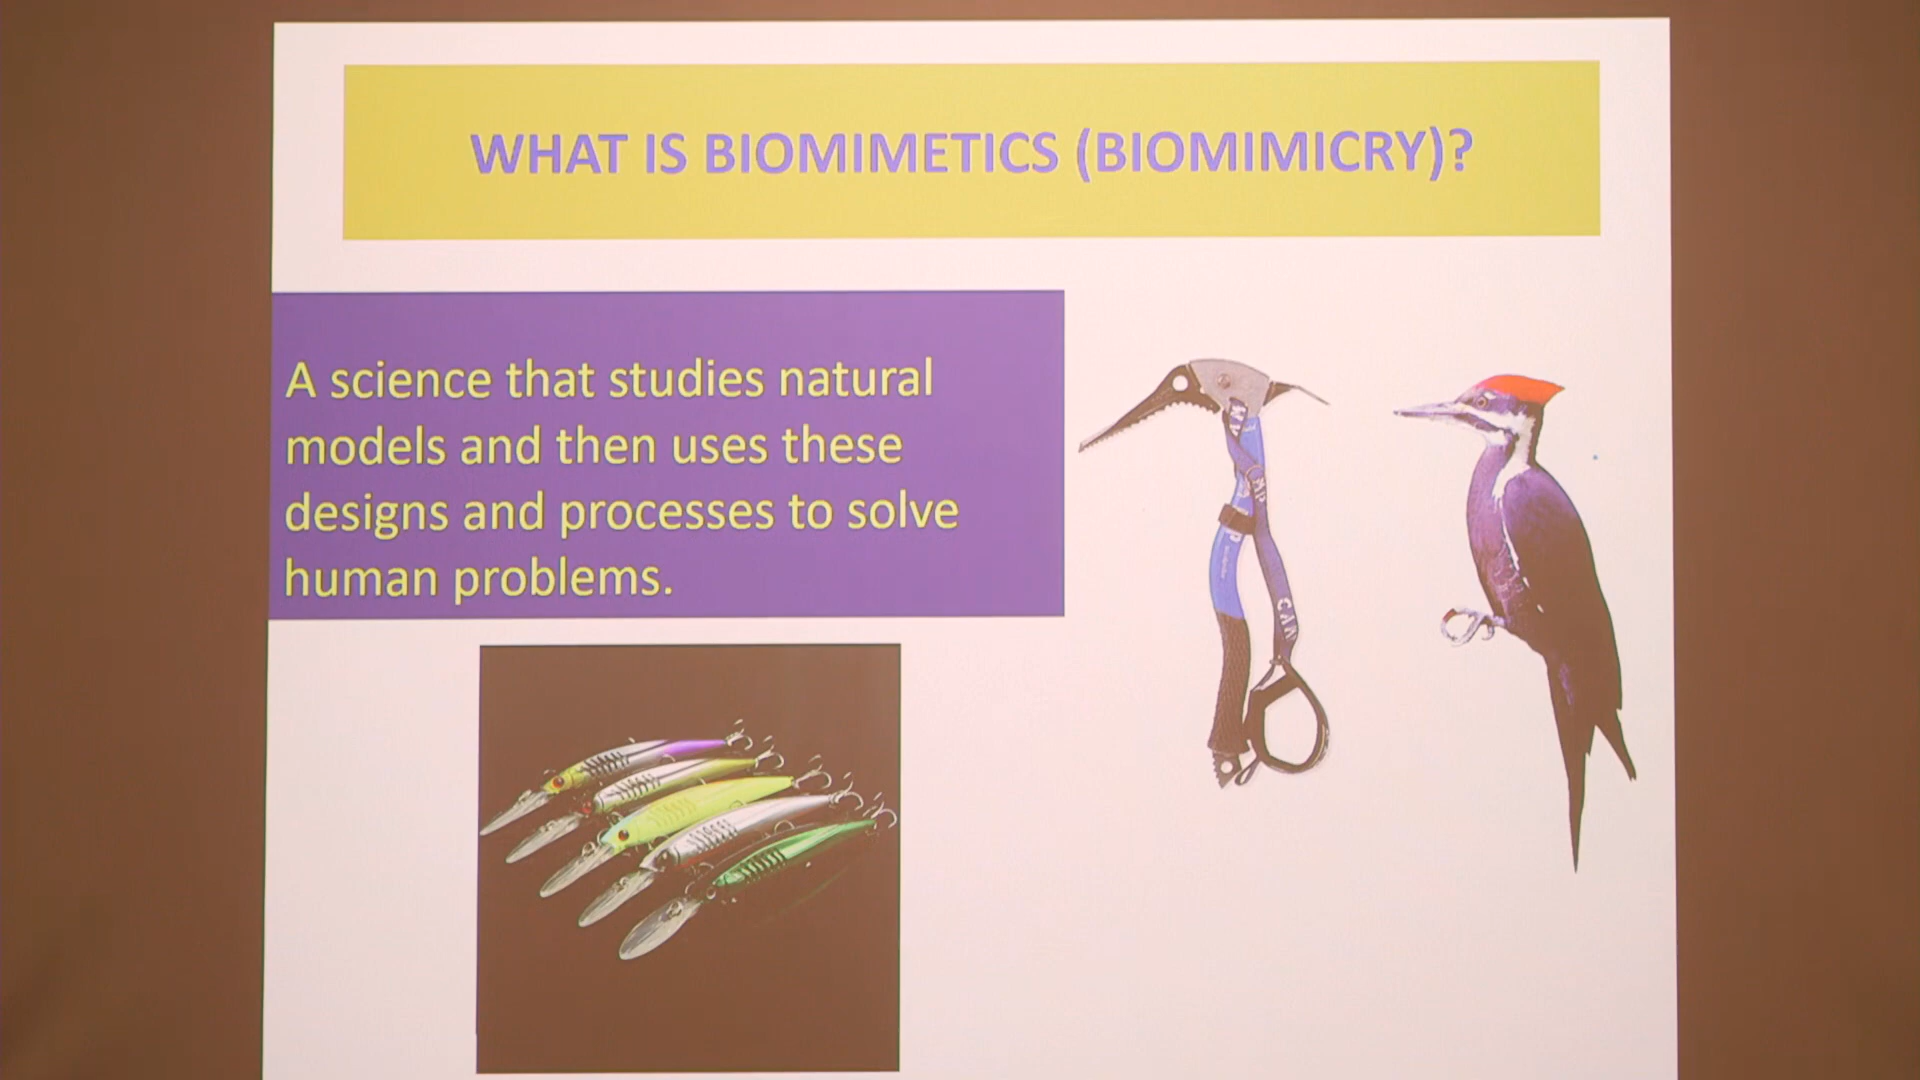 WHAT IS BIOMIMETICS (BIOMIMICRY)?
A science that studies natural
models and then uses these
designs and processes to solve
human problems.
CAM